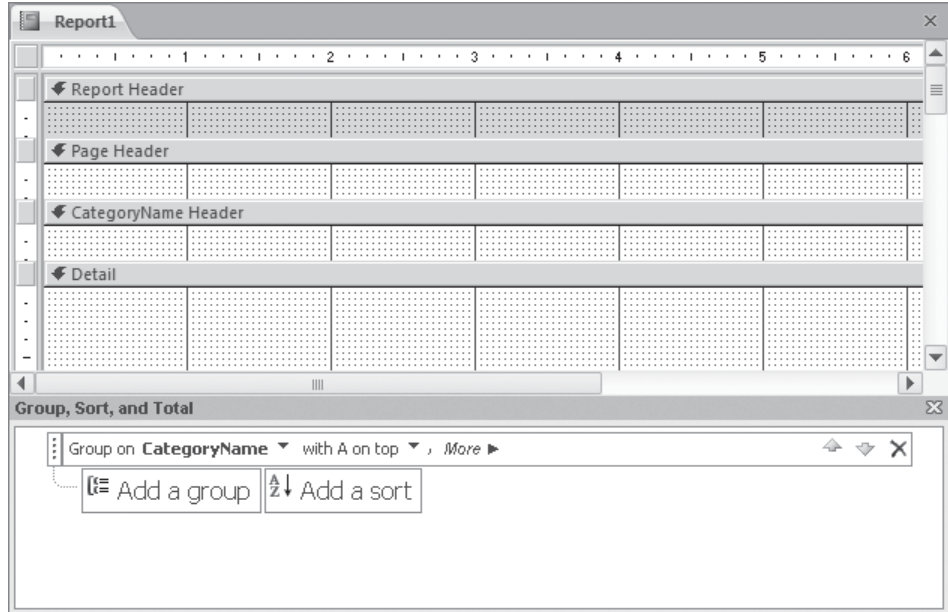 Report1
1 2 3 4 5 6
Report Header
Page Header
CategoryName Header
Detail
Group, Sort, and Total
Group on CategoryName with A on top , More
Add a group A Z Add a sort